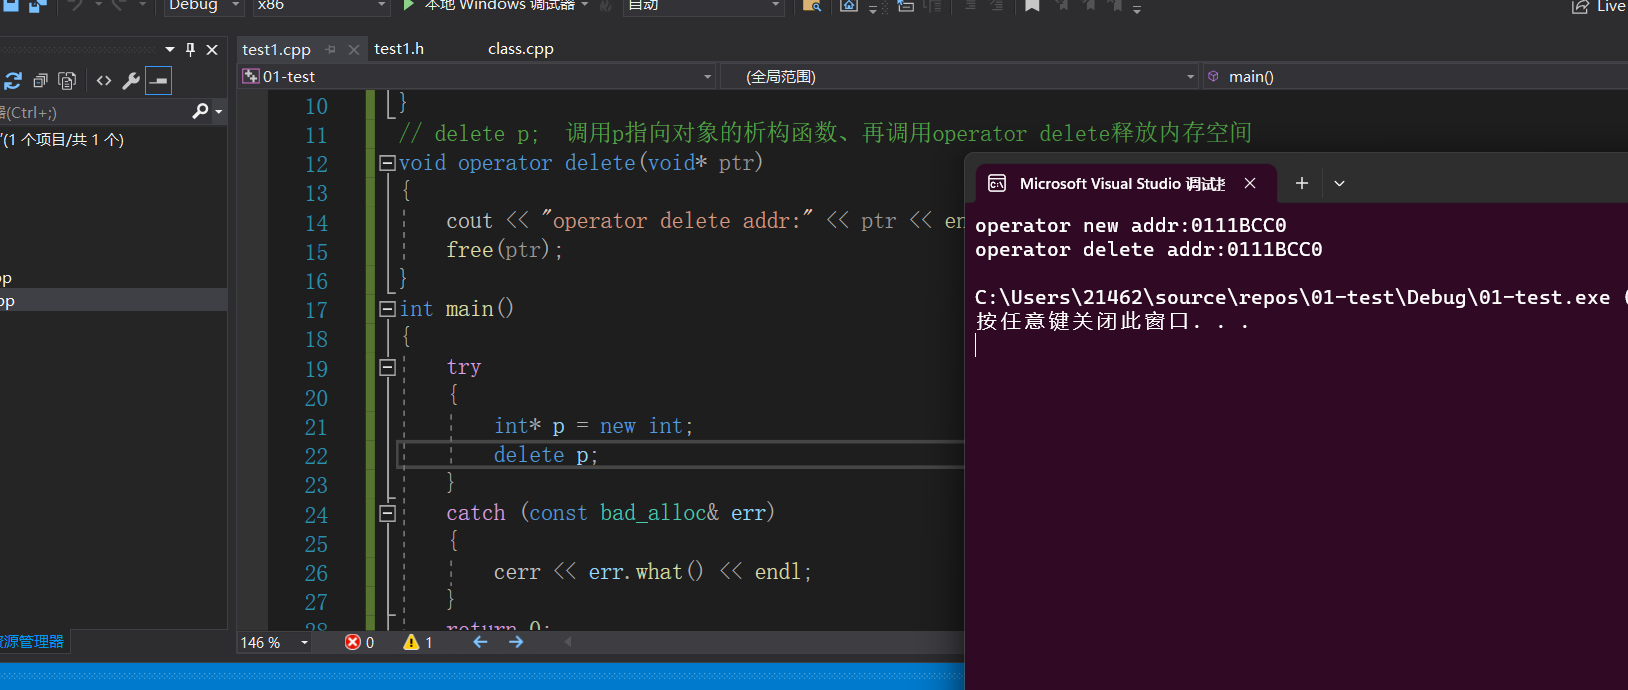 Debug x86 本地 Windows 调试器 自动 Live
test1.cpp test1.h class.cpp
01-test (全局范围) main()
(Ctrl+;)
(1 个项目/共 1 个)
10 }
11 // delete p; 调用p指向对象的析构函数、再调用operator delete释放内存空间
12 void operator delete(void* ptr)
13 {
14 cout << "operator delete addr:" << ptr << en
15 free(ptr);
16 }
17 int main()
18 {
19 try
20 {
21 int* p = new int;
22 delete p;
23 }
24 catch (const bad_alloc& err)
25 {
26 cerr << err.what() << endl;
27 }
28 return 0;
pp
pp
资源管理器
146 % 0 1
Microsoft Visual Studio 调试控
operator new addr:0111BCC0
operator delete addr:0111BCC0
C:\Users\21462\source\repos\01-test\Debug\01-test.exe (
按任意键关闭此窗口. . .